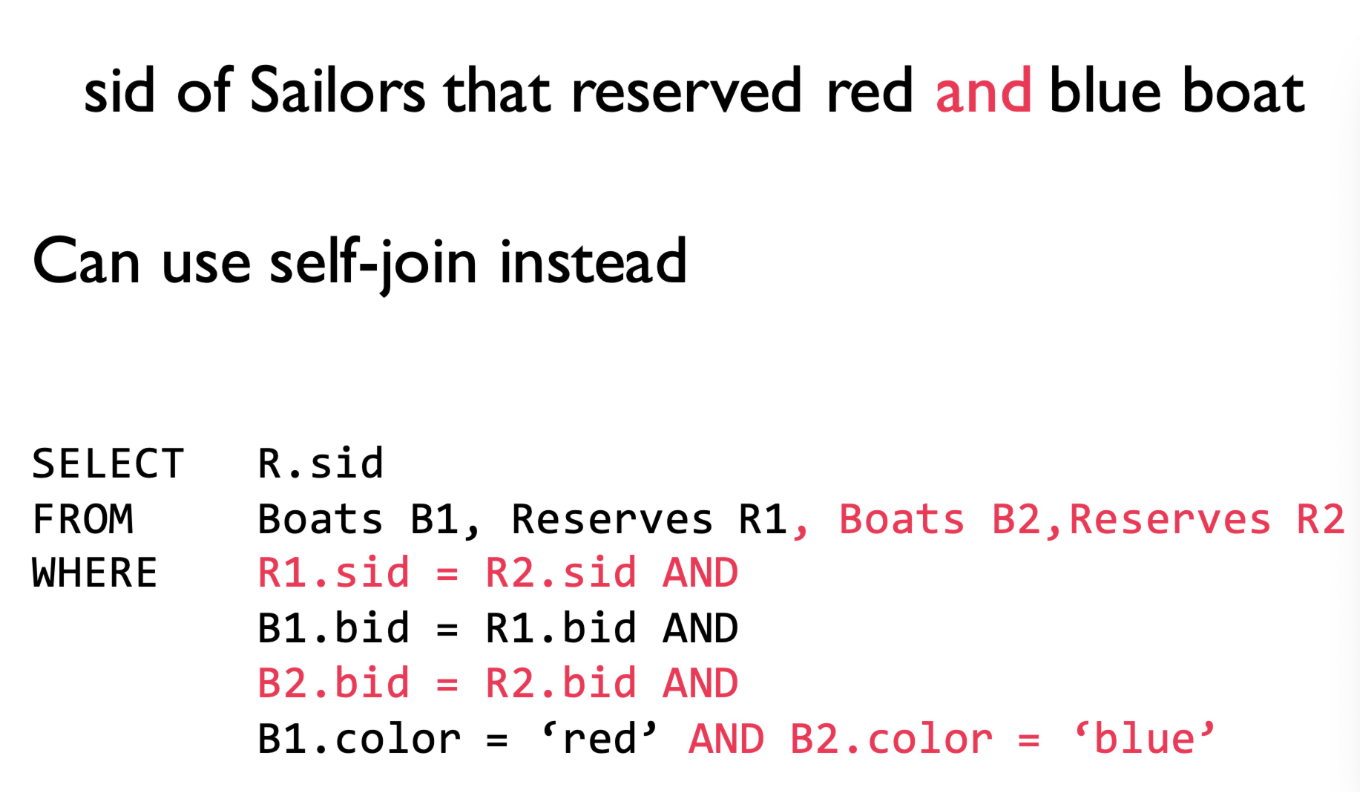 sid of Sailors that reserved red and blue boat
Can use self-join instead
SELECT R.sid
FROM Boats B1, Reserves R1, Boats B2,Reserves R2
WHERE R1.sid = R2.sid AND
B1.bid = R1.bid AND
B2.bid = R2.bid AND
B1.color = ‘red’ AND B2.color = ‘blue’